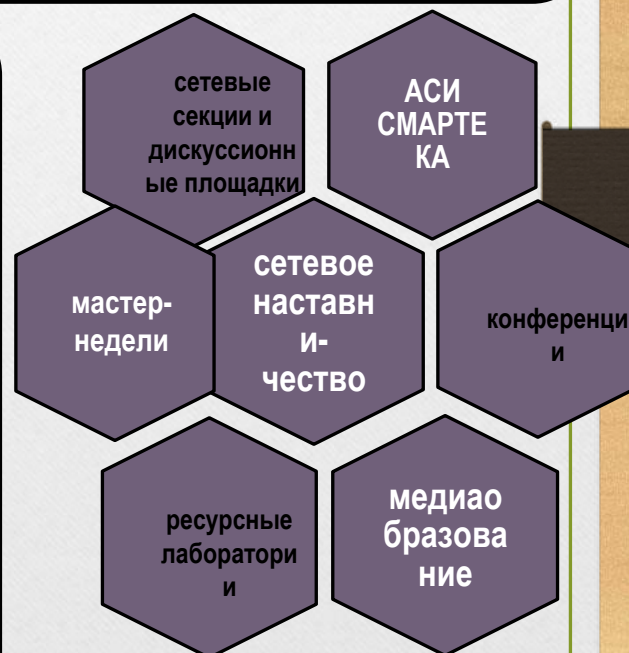 сетевые
секции и
дискуссионн
ые площадки
АСИ
СМАРТЕ
КА
мастер-
недели
сетевое
наставн
и-
чество
конференци
и
ресурсные
лаборатори
и
медиао
бразова
ние